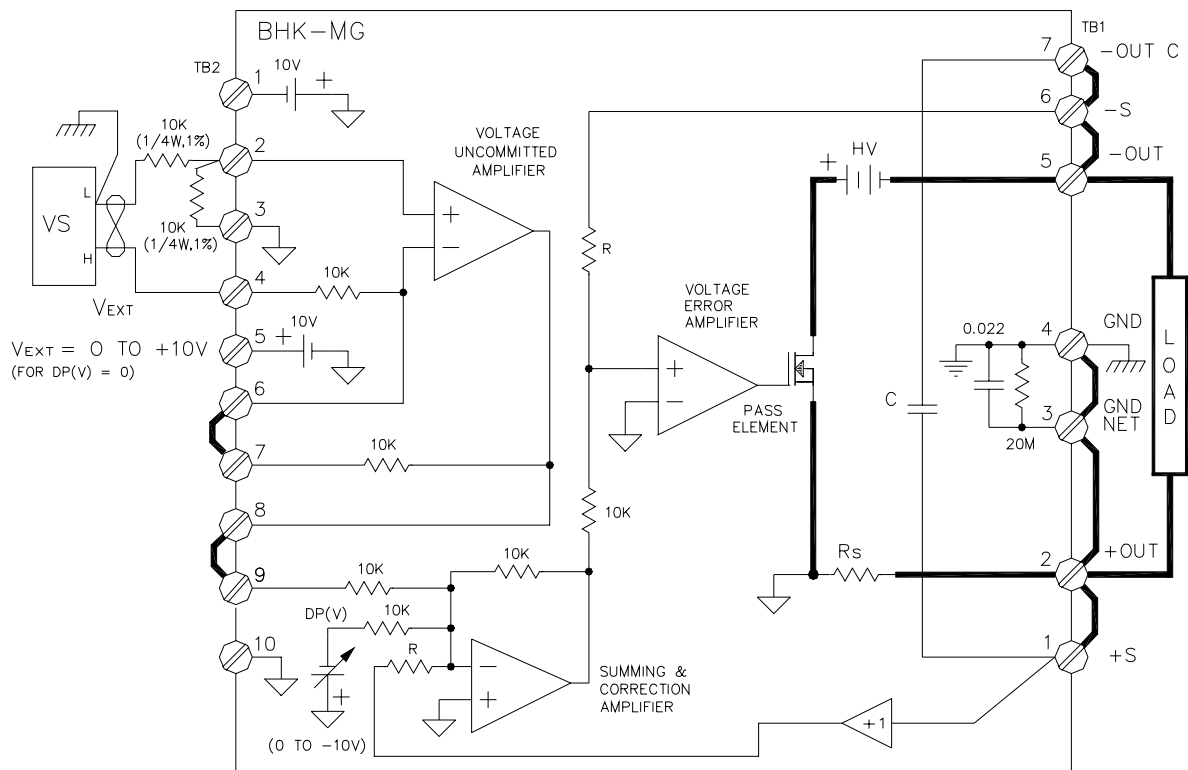 BHK-MG
TB2
1
10V
+
10K
(1/4W,1%)
2
VS
L
H
10K
(1/4W,1%)
3
VEXT
4
10K
VEXT = 0 TO +10V
(FOR DP(V) = 0)
5
+
10V
6
7
10K
8
9
10K
10K
DP(V)
10K
R
10
+
(0 TO -10V)
VOLTAGE
UNCOMMITTED
AMPLIFIER
+
−
−
+
SUMMING &
CORRECTION
AMPLIFIER
R
10K
VOLTAGE
ERROR
AMPLIFIER
+
−
PASS
ELEMENT
+
HV
Rs
C
+1
0.022
20M
TB1
7
-OUT C
6
-S
5
-OUT
4
GND
3
GND
NET
2
+OUT
1
+S
LOAD